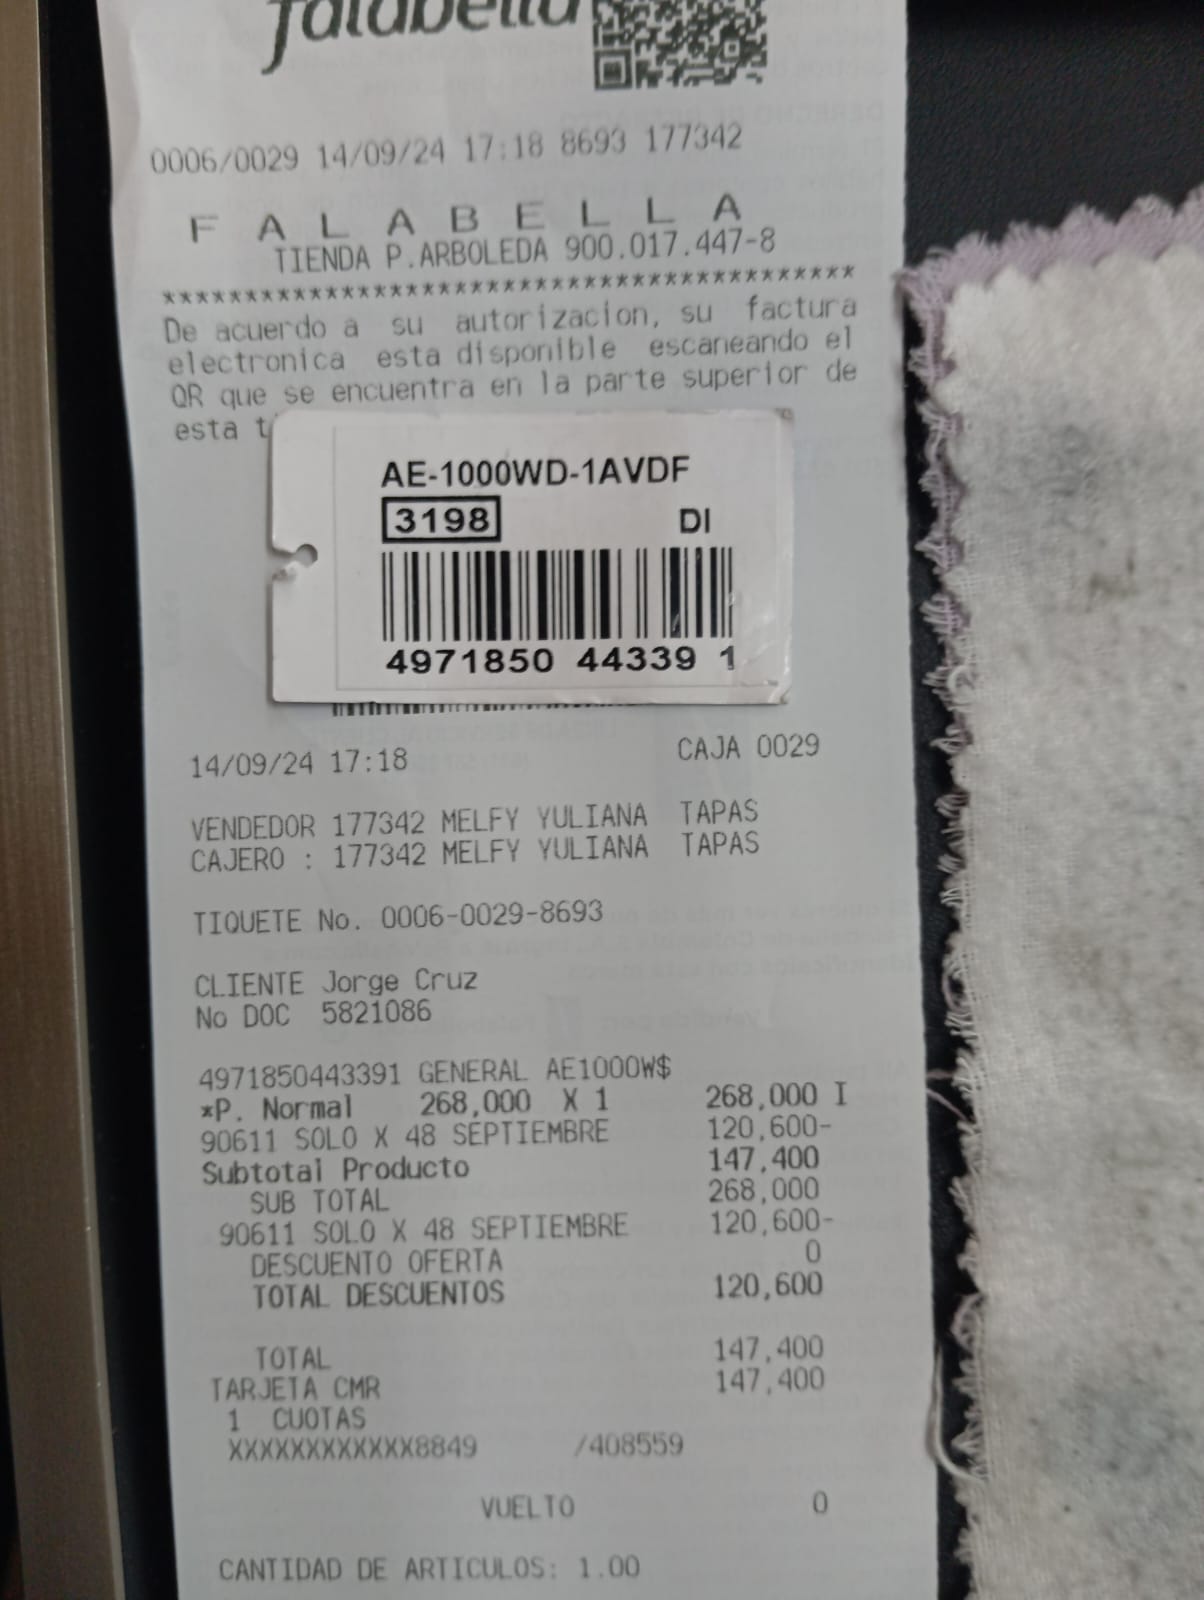 falabella
0006/0029 14/09/24 17:18 8693 177342
F A L A B E L L A
TIENDA P.ARBOLEDA 900.017.447-8
******************************************
De acuerdo a su autorizacion, su factura
electronica esta disponible escaneando el
QR que se encuentra en la parte superior de
esta t
AE-1000WD-1AVDF
3198 DI
4971850 44339 1
14/09/24 17:18 CAJA 0029
VENDEDOR 177342 MELFY YULIANA TAPAS
CAJERO : 177342 MELFY YULIANA TAPAS
TIQUETE No. 0006-0029-8693
CLIENTE Jorge Cruz
No DOC 5821086
4971850443391 GENERAL AE1000W$
*P. Normal 268,000 X 1 268,000 I
90611 SOLO X 48 SEPTIEMBRE 120,600-
Subtotal Producto 147,400
SUB TOTAL 268,000
90611 SOLO X 48 SEPTIEMBRE 120,600-
DESCUENTO OFERTA 0
TOTAL DESCUENTOS 120,600
TOTAL 147,400
TARJETA CMR 147,400
1 CUOTAS
XXXXXXXXXXXX8849 /408559
VUELTO 0
CANTIDAD DE ARTICULOS: 1.00